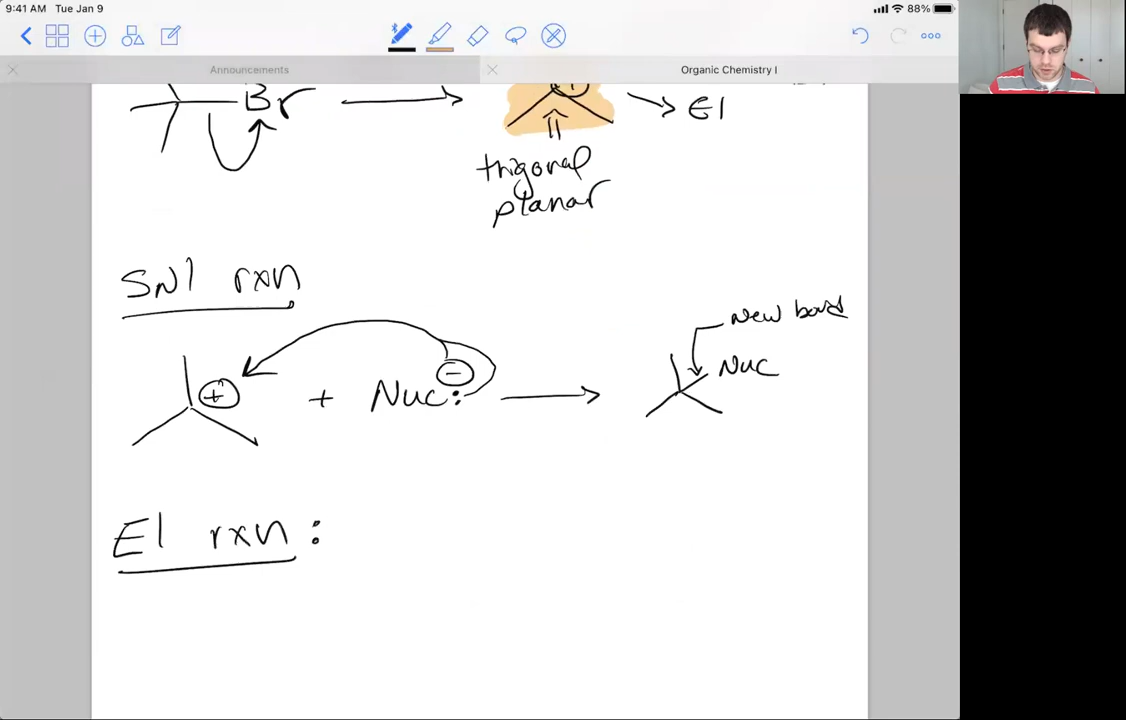 9:41 AM Tue Jan 9
88%
Announcements
Organic Chemistry I
Br
E1
trigonal
planar
SN1 rxn
New bond
+ + Nuc: − Nuc
E1 rxn: